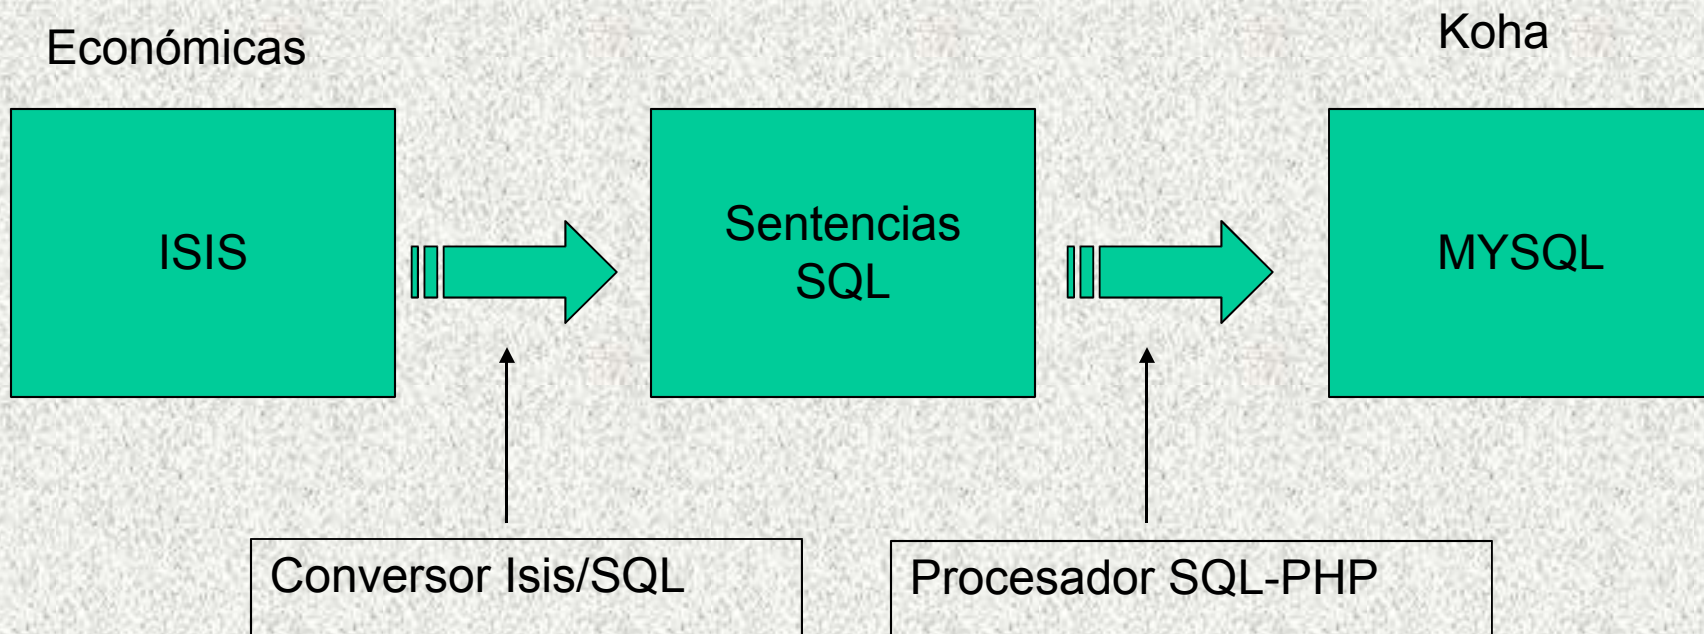 Económicas
Koha
ISIS
Sentencias
SQL
MYSQL
Conversor Isis/SQL
Procesador SQL-PHP